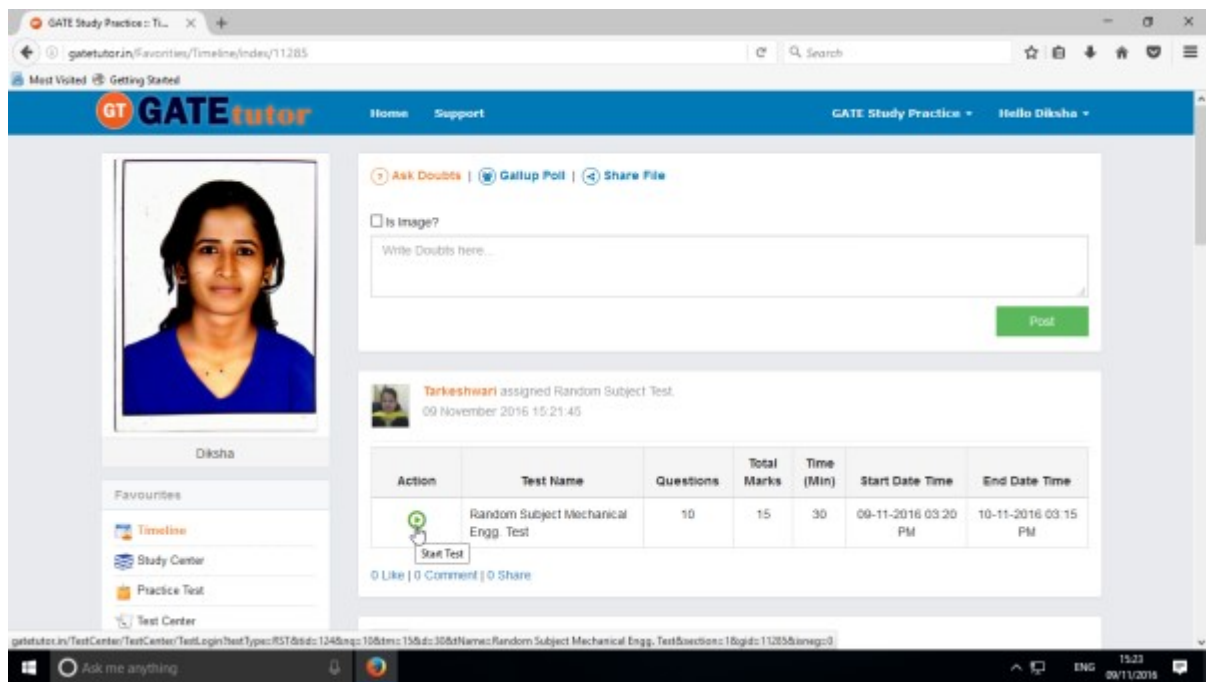 GATE Study Practice :: Ti...
gatetutor.in/Favorities/Timeline/Index/11285
Search
Most Visited Getting Started
GT GATEtutor Home Support GATE Study Practice Hello Diksha
? Ask Doubts | Gallup Poll | Share File
Is Image?
Write Doubts here...
Post
Tarkeshwari assigned Random Subject Test.
09 November 2016 15:21:45
Diksha
Action Test Name Questions Total Marks Time (Min) Start Date Time End Date Time
Random Subject Mechanical 10 15 30 09-11-2016 03:20 10-11-2016 03:15
Engg. Test PM PM
Start Test
0 Like | 0 Comment | 0 Share
Favourites
Timeline
Study Center
Practice Test
Test Center
gatetutor.in/TestCenter/TestCenter/TestLogin?testType=RST&tid=124&nq=10&tm=15&d=30&tName=Random Subject Mechanical Engg. Test&section=1&gid=11285&isneg=0
Ask me anything
ENG 15:23
09/11/2016